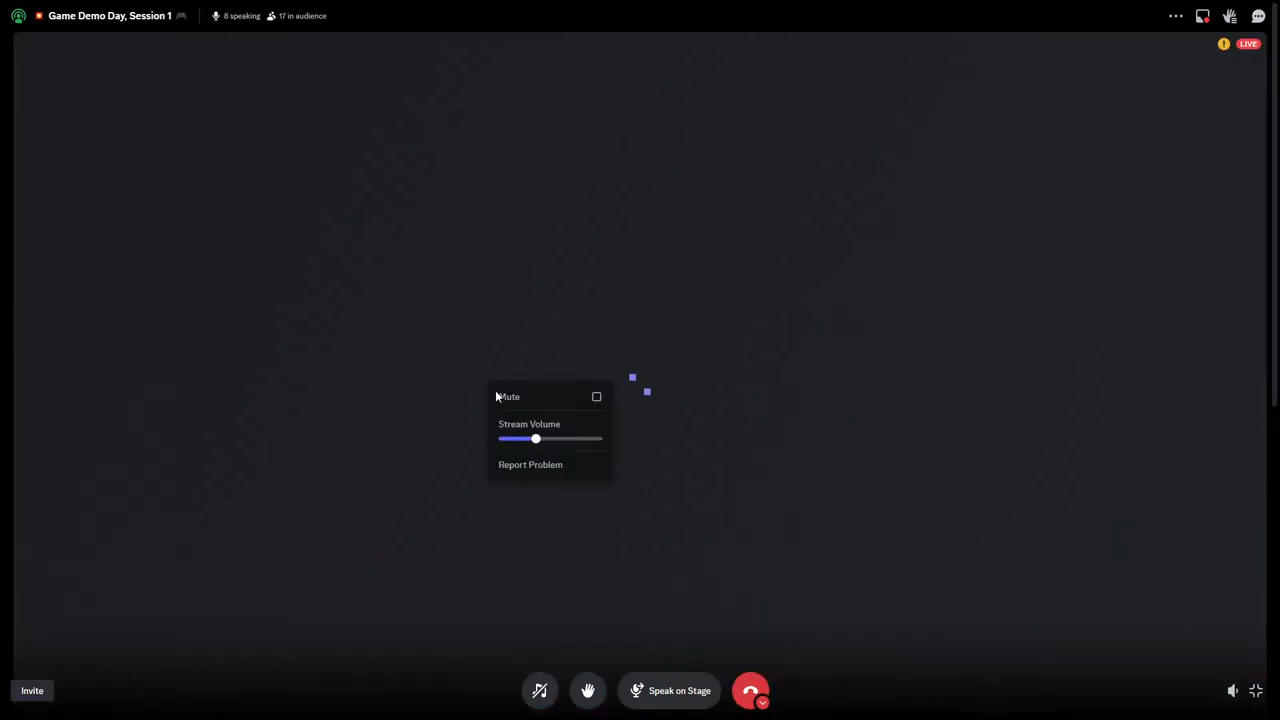 Game Demo Day, Session 1
8 speaking
17 in audience
LIVE
Mute
Stream Volume
Report Problem
Invite
Speak on Stage